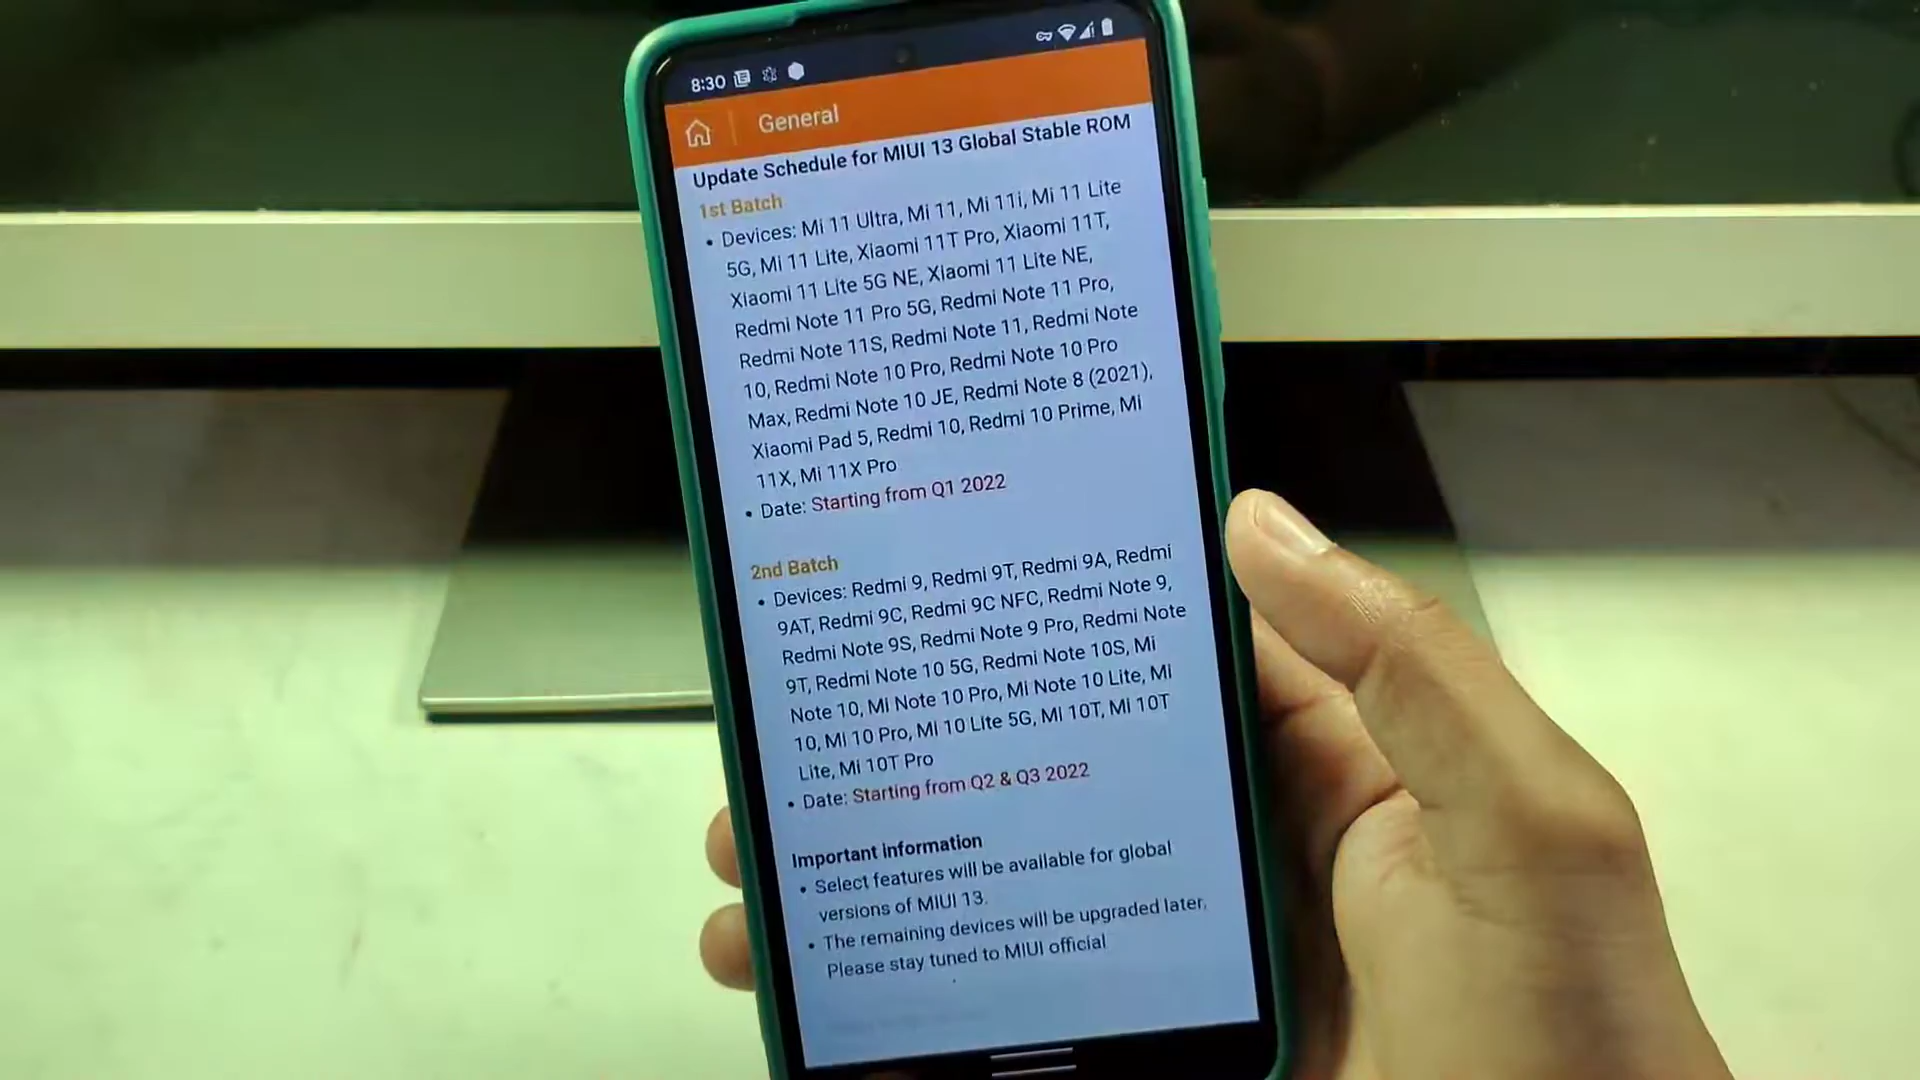 8:30
General
Update Schedule for MIUI 13 Global Stable ROM
1st Batch
• Devices: Mi 11 Ultra, Mi 11, Mi 11i, Mi 11 Lite
5G, Mi 11 Lite, Xiaomi 11T Pro, Xiaomi 11T,
Xiaomi 11 Lite 5G NE, Xiaomi 11 Lite NE,
Redmi Note 11 Pro 5G, Redmi Note 11 Pro,
Redmi Note 11S, Redmi Note 11, Redmi Note
10, Redmi Note 10 Pro, Redmi Note 10 Pro
Max, Redmi Note 10 JE, Redmi Note 8 (2021),
Xiaomi Pad 5, Redmi 10, Redmi 10 Prime, Mi
11X, Mi 11X Pro
• Date: Starting from Q1 2022
2nd Batch
• Devices: Redmi 9, Redmi 9T, Redmi 9A, Redmi
9AT, Redmi 9C, Redmi 9C NFC, Redmi Note 9,
Redmi Note 9S, Redmi Note 9 Pro, Redmi Note
9T, Redmi Note 10 5G, Redmi Note 10S, Mi
Note 10, Mi Note 10 Pro, Mi Note 10 Lite, Mi
10, Mi 10 Pro, Mi 10 Lite 5G, Mi 10T, Mi 10T
Lite, Mi 10T Pro
• Date: Starting from Q2 & Q3 2022
Important Information
• Select features will be available for global
versions of MIUI 13.
• The remaining devices will be upgraded later.
Please stay tuned to MIUI official